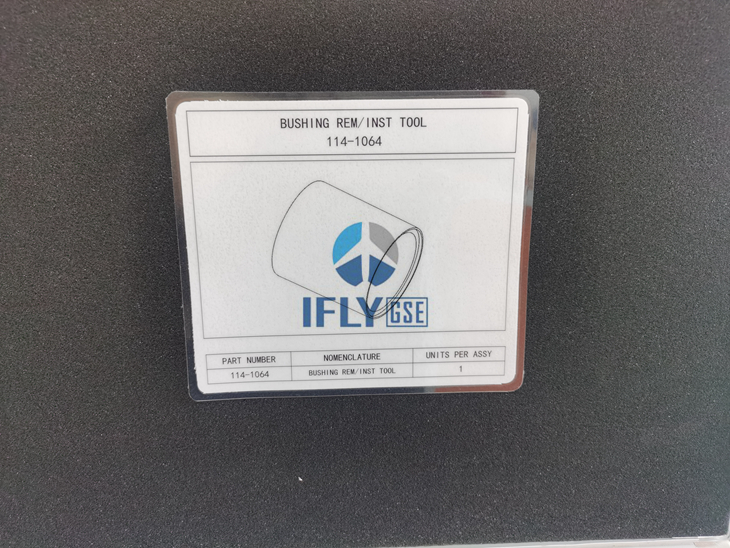 BUSHING REM/INST TOOL
114-1064
IFLY GSE
PART NUMBER NOMENCLATURE UNITS PER ASSY
114-1064 BUSHING REM/INST TOOL 1